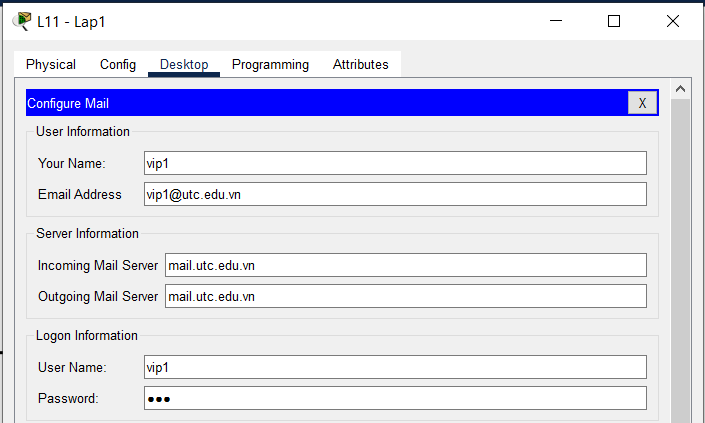 L11 - Lap1
Physical Config Desktop Programming Attributes
Configure Mail X
User Information
Your Name: vip1
Email Address vip1@utc.edu.vn
Server Information
Incoming Mail Server mail.utc.edu.vn
Outgoing Mail Server mail.utc.edu.vn
Logon Information
User Name: vip1
Password: ●●●